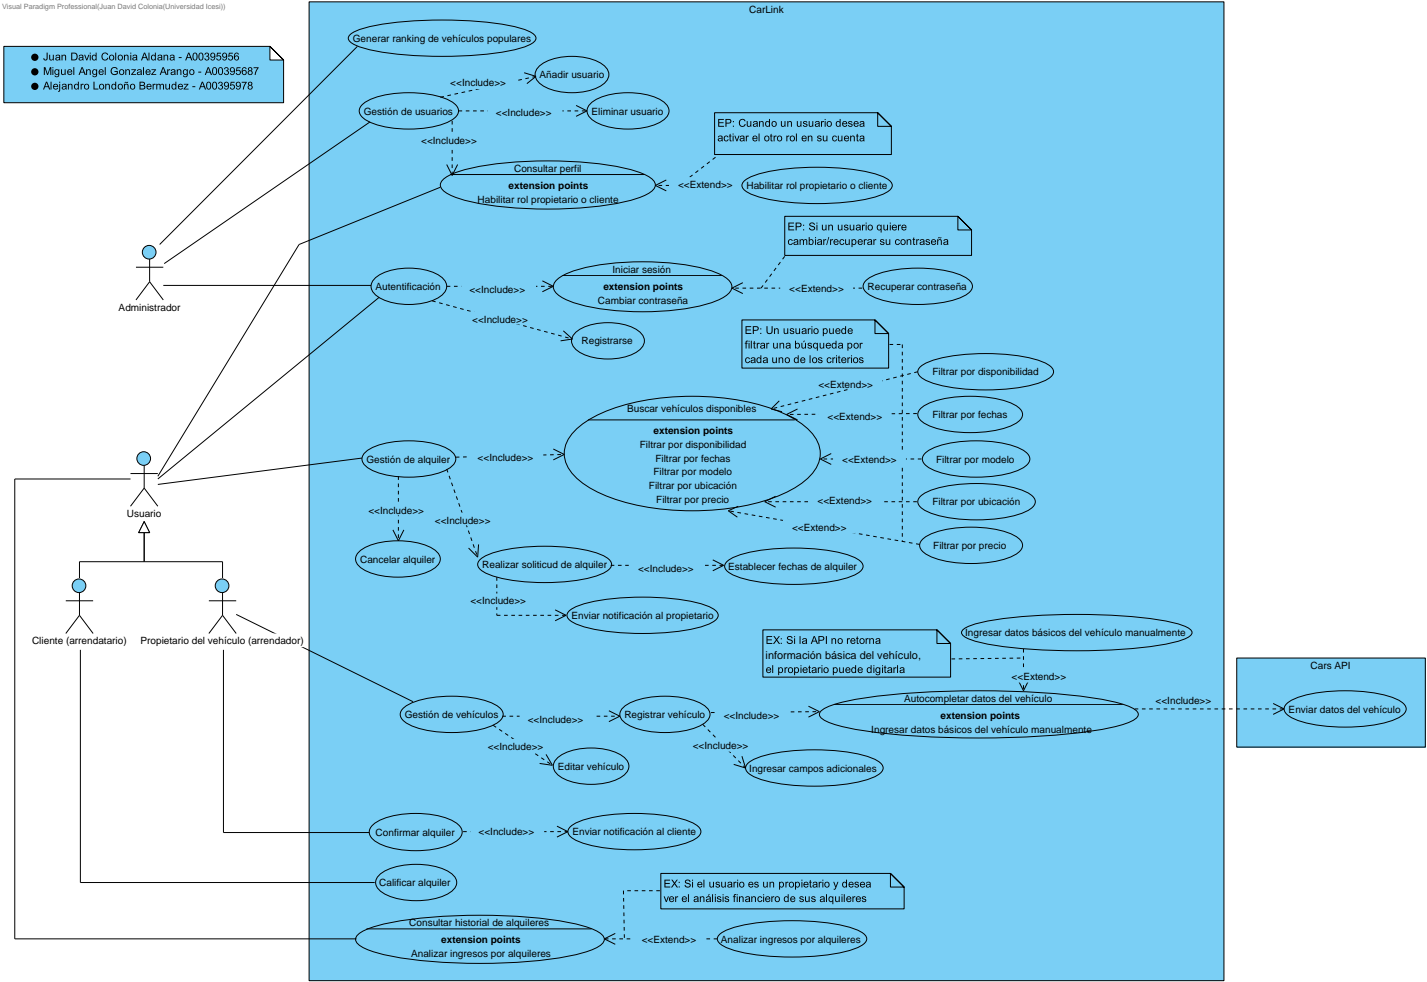 Visual Paradigm Professional(Juan David Colonia(Universidad Icesi))
CarLink
● Juan David Colonia Aldana - A00395956
● Miguel Angel Gonzalez Arango - A00395687
● Alejandro Londoño Bermudez - A00395978
Generar ranking de vehículos populares
<<Include>>
Añadir usuario
Gestión de usuarios
<<Include>>
Eliminar usuario
<<Include>>
EP: Cuando un usuario desea
activar el otro rol en su cuenta
Consultar perfil
extension points
Habilitar rol propietario o cliente
<<Extend>>
Habilitar rol propietario o cliente
EP: Si un usuario quiere
cambiar/recuperar su contraseña
Administrador
Autentificación
<<Include>>
Iniciar sesión
extension points
Cambiar contraseña
<<Extend>>
Recuperar contraseña
<<Include>>
Registrarse
EP: Un usuario puede
filtrar una búsqueda por
cada uno de los criterios
<<Extend>>
Filtrar por disponibilidad
<<Extend>>
Filtrar por fechas
<<Extend>>
Filtrar por modelo
<<Extend>>
Filtrar por ubicación
<<Extend>>
Filtrar por precio
Buscar vehículos disponibles
extension points
Filtrar por disponibilidad
Filtrar por fechas
Filtrar por modelo
Filtrar por ubicación
Filtrar por precio
Usuario
Gestión de alquiler
<<Include>>
<<Include>>
<<Include>>
Cancelar alquiler
Realizar soliticud de alquiler
<<Include>>
Establecer fechas de alquiler
<<Include>>
Enviar notificación al propietario
Cliente (arrendatario)
Propietario del vehículo (arrendador)
EX: Si la API no retorna
información básica del vehículo,
el propietario puede digitarla
Ingresar datos básicos del vehículo manualmente
<<Extend>>
Cars API
Enviar datos del vehículo
<<Include>>
Gestión de vehículos
<<Include>>
Registrar vehículo
<<Include>>
Autocompletar datos del vehículo
extension points
Ingresar datos básicos del vehículo manualmente
<<Include>>
Editar vehículo
<<Include>>
Ingresar campos adicionales
Confirmar alquiler
<<Include>>
Enviar notificación al cliente
Calificar alquiler
EX: Si el usuario es un propietario y desea
ver el análisis financiero de sus alquileres
Consultar historial de alquileres
extension points
Analizar ingresos por alquileres
<<Extend>>
Analizar ingresos por alquileres